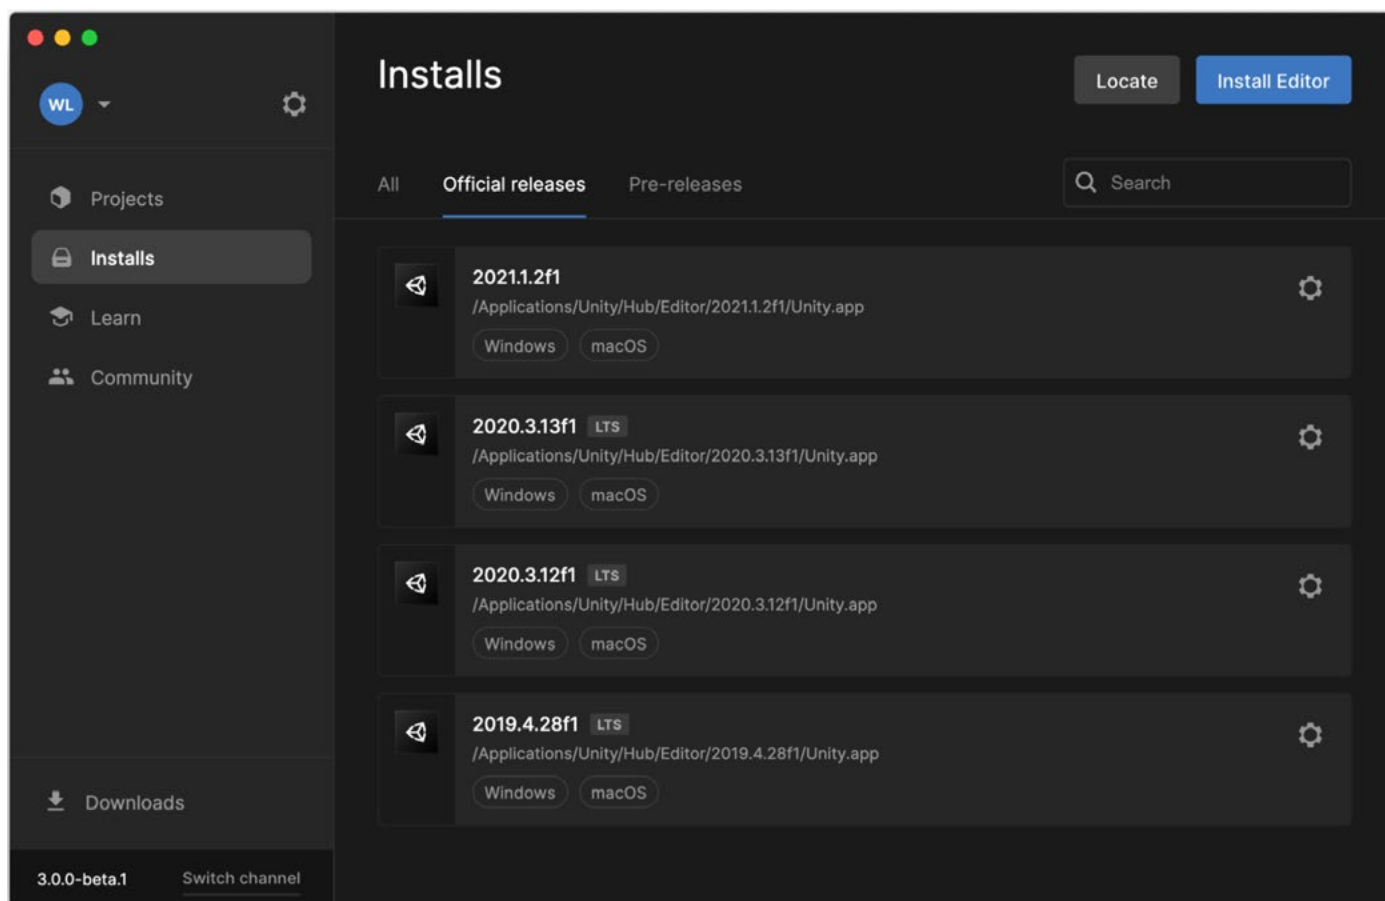 WL
Projects
Installs
Learn
Community
Downloads
3.0.0-beta.1 Switch channel
Installs
Locate Install Editor
All Official releases Pre-releases Search
2021.1.2f1
/Applications/Unity/Hub/Editor/2021.1.2f1/Unity.app
Windows macOS
2020.3.13f1 LTS
/Applications/Unity/Hub/Editor/2020.3.13f1/Unity.app
Windows macOS
2020.3.12f1 LTS
/Applications/Unity/Hub/Editor/2020.3.12f1/Unity.app
Windows macOS
2019.4.28f1 LTS
/Applications/Unity/Hub/Editor/2019.4.28f1/Unity.app
Windows macOS